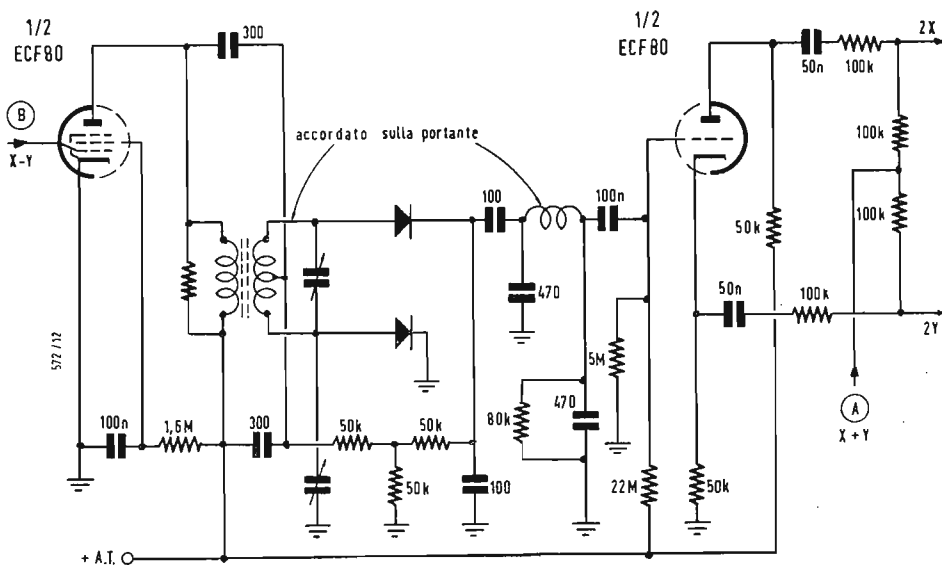 1/2
ECF80
300
1/2
ECF80
50n
100k
2X
B
X-Y
accordato sulla portante
100k
100
100n
100k
50k
470
50n
100k
2Y
572/12
5M
A
X+Y
100n
1,6M
300
50k
50k
80k
470
50k
100
22M
50k
+ A.T.